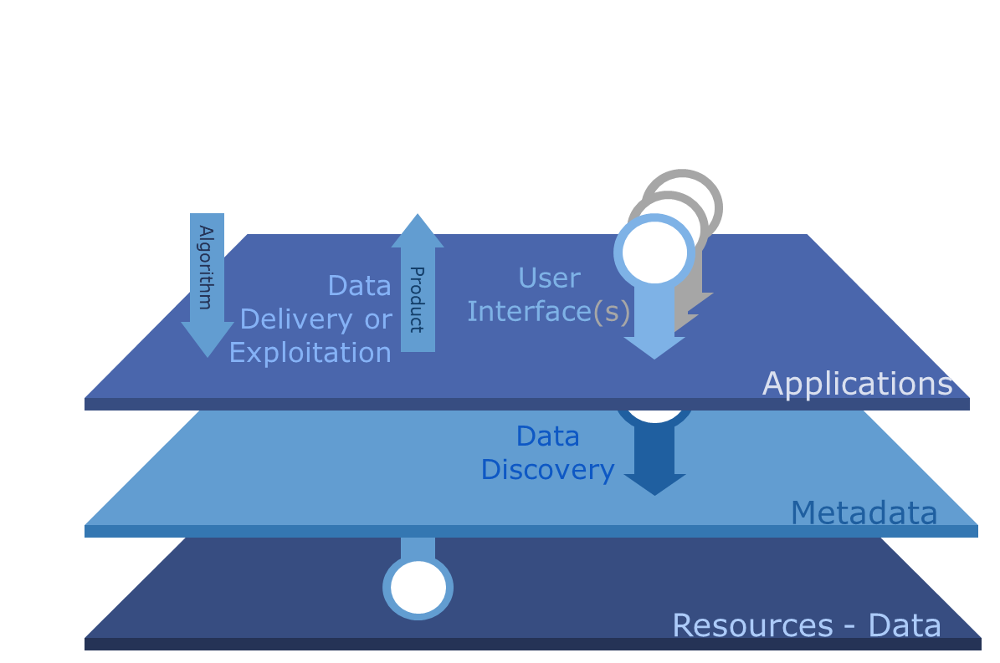 Algorithm
Data
Delivery or
Exploitation
Product
User
Interface(s)
Applications
Data
Discovery
Metadata
Resources - Data